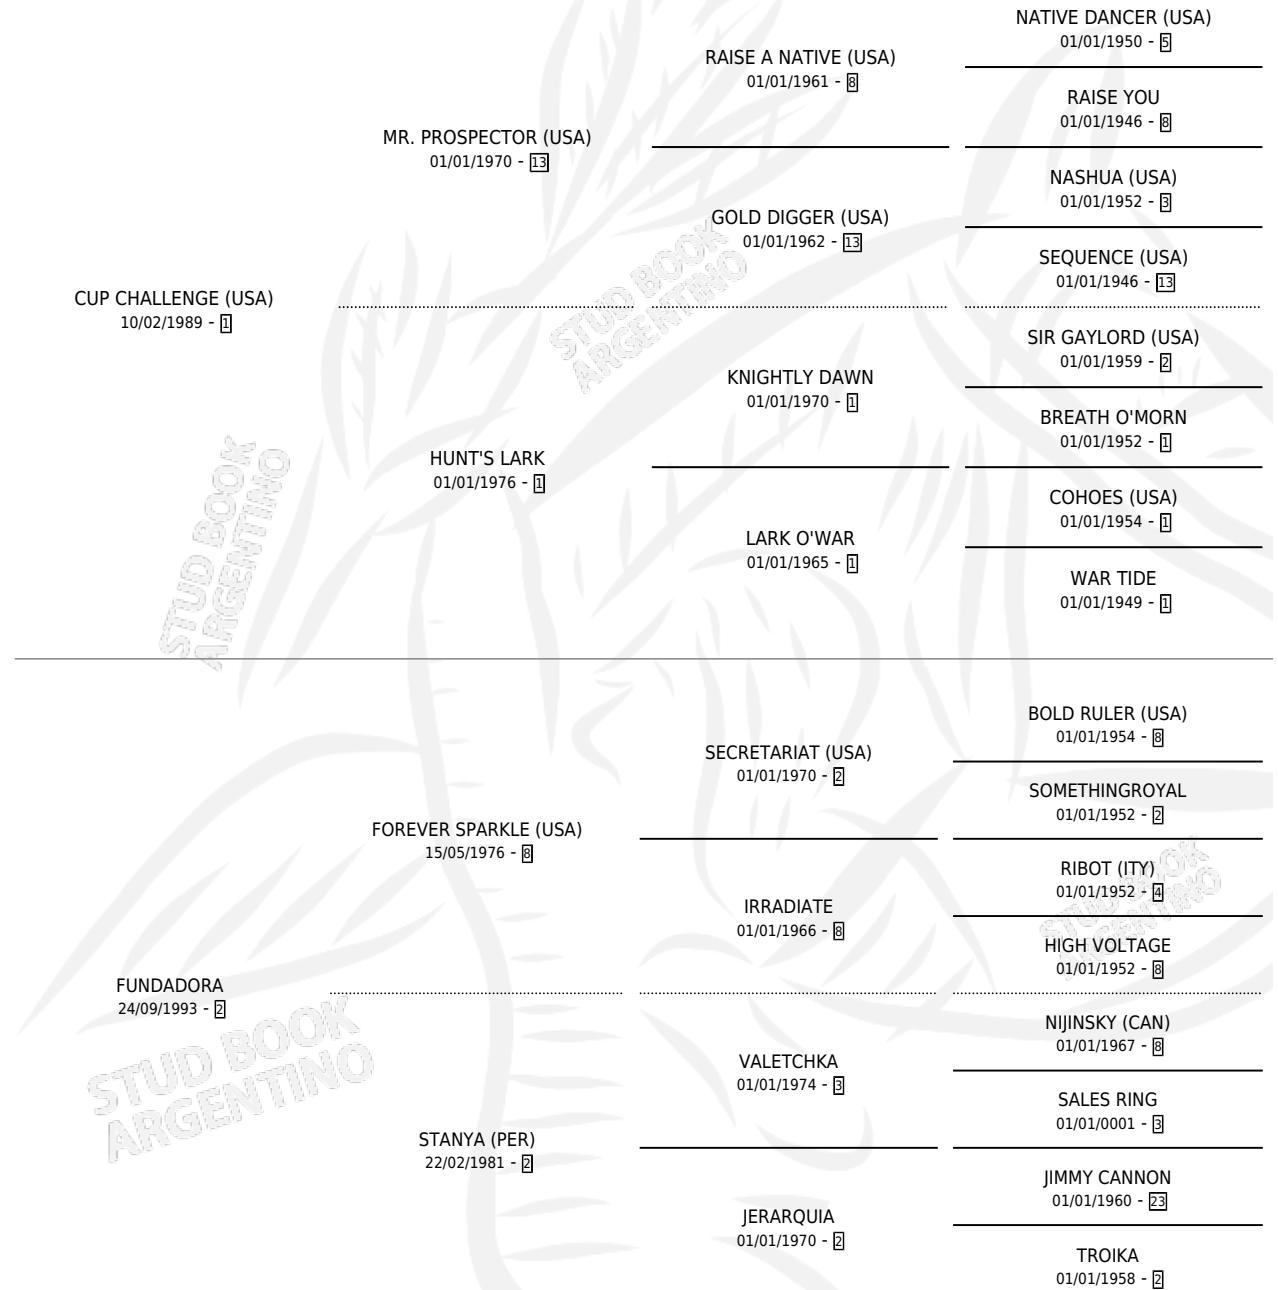 NATIVE DANCER (USA)
01/01/1950 - 5
RAISE A NATIVE (USA)
01/01/1961 - 8
RAISE YOU
01/01/1946 - 8
MR. PROSPECTOR (USA)
01/01/1970 - 13
NASHUA (USA)
01/01/1952 - 3
GOLD DIGGER (USA)
01/01/1962 - 13
SEQUENCE (USA)
01/01/1946 - 13
CUP CHALLENGE (USA)
10/02/1989 - 1
STUD BOOK
ARGENTINO
SIR GAYLORD (USA)
01/01/1959 - 2
KNIGHTLY DAWN
01/01/1970 - 1
BREATH O'MORN
01/01/1952 - 1
HUNT'S LARK
01/01/1976 - 1
COHOES (USA)
01/01/1954 - 1
LARK O'WAR
01/01/1965 - 1
WAR TIDE
01/01/1949 - 1
STUD BOOK
ARGENTINO
BOLD RULER (USA)
01/01/1954 - 8
SECRETARIAT (USA)
01/01/1970 - 2
SOMETHINGROYAL
01/01/1952 - 2
FOREVER SPARKLE (USA)
15/05/1976 - 8
RIBOT (ITY)
01/01/1952 - 4
STUD BOOK
ARGENTINO
IRRADIATE
01/01/1966 - 8
HIGH VOLTAGE
01/01/1952 - 8
FUNDADORA
24/09/1993 - 2
NIJINSKY (CAN)
01/01/1967 - 8
STUD BOOK
ARGENTINO
VALETCHKA
01/01/1974 - 3
SALES RING
01/01/0001 - 3
STANYA (PER)
22/02/1981 - 2
JIMMY CANNON
01/01/1960 - 23
JERARQUIA
01/01/1970 - 2
TROIKA
01/01/1958 - 2